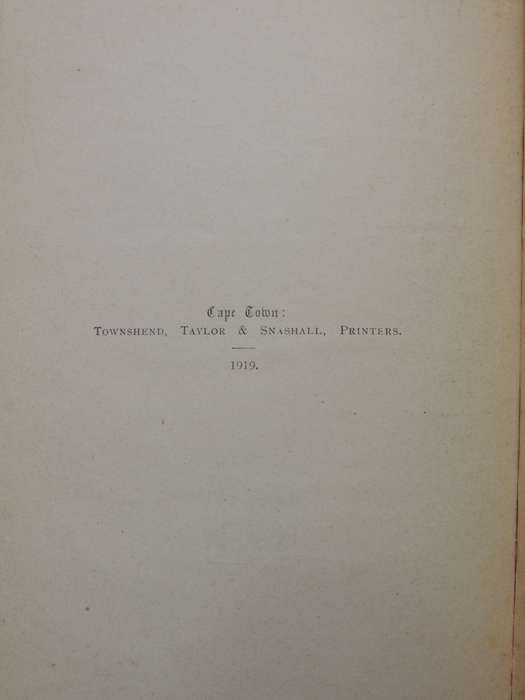 Cape Town:
Townshend, Taylor & Snashall, Printers.
1919.